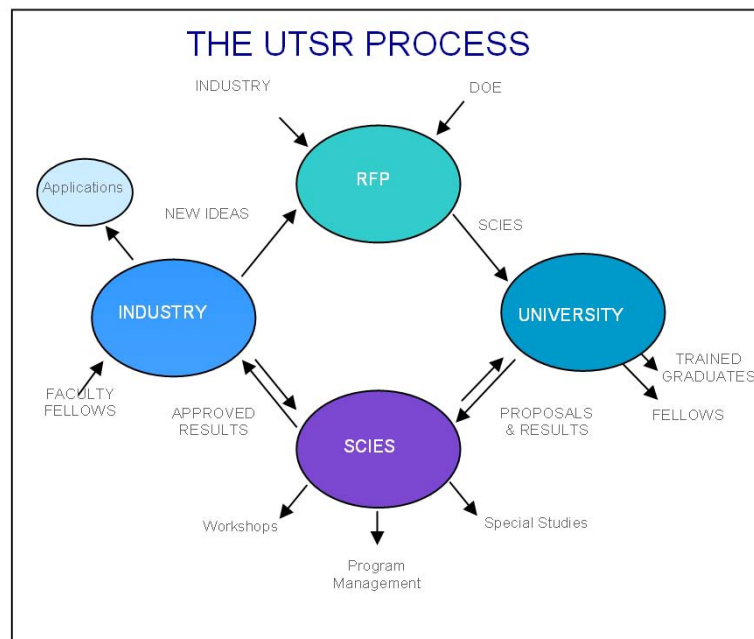 THE UTSR PROCESS
INDUSTRY
DOE
Applications
RFP
NEW IDEAS
SCIES
INDUSTRY
UNIVERSITY
FACULTY
FELLOWS
APPROVED
RESULTS
PROPOSALS
& RESULTS
TRAINED
GRADUATES
FELLOWS
SCIES
Workshops
Special Studies
Program
Management